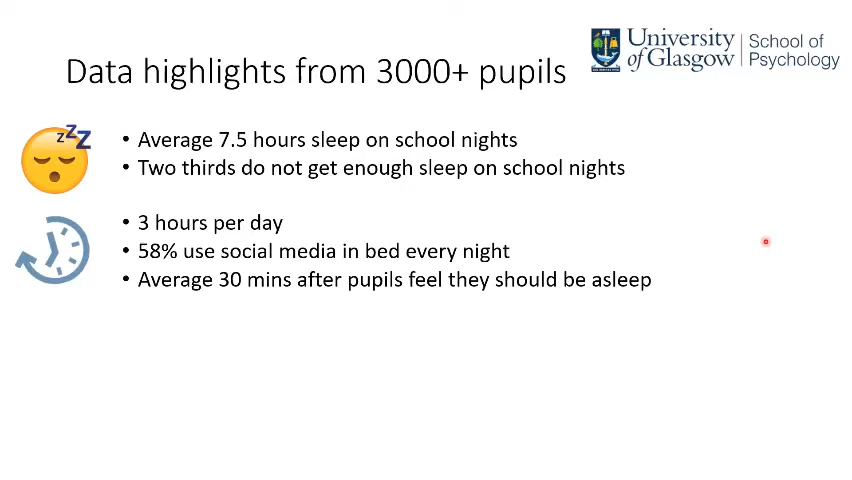 University of Glasgow
School of Psychology
Data highlights from 3000+ pupils
zzz
• Average 7.5 hours sleep on school nights
• Two thirds do not get enough sleep on school nights
• 3 hours per day
• 58% use social media in bed every night
• Average 30 mins after pupils feel they should be asleep